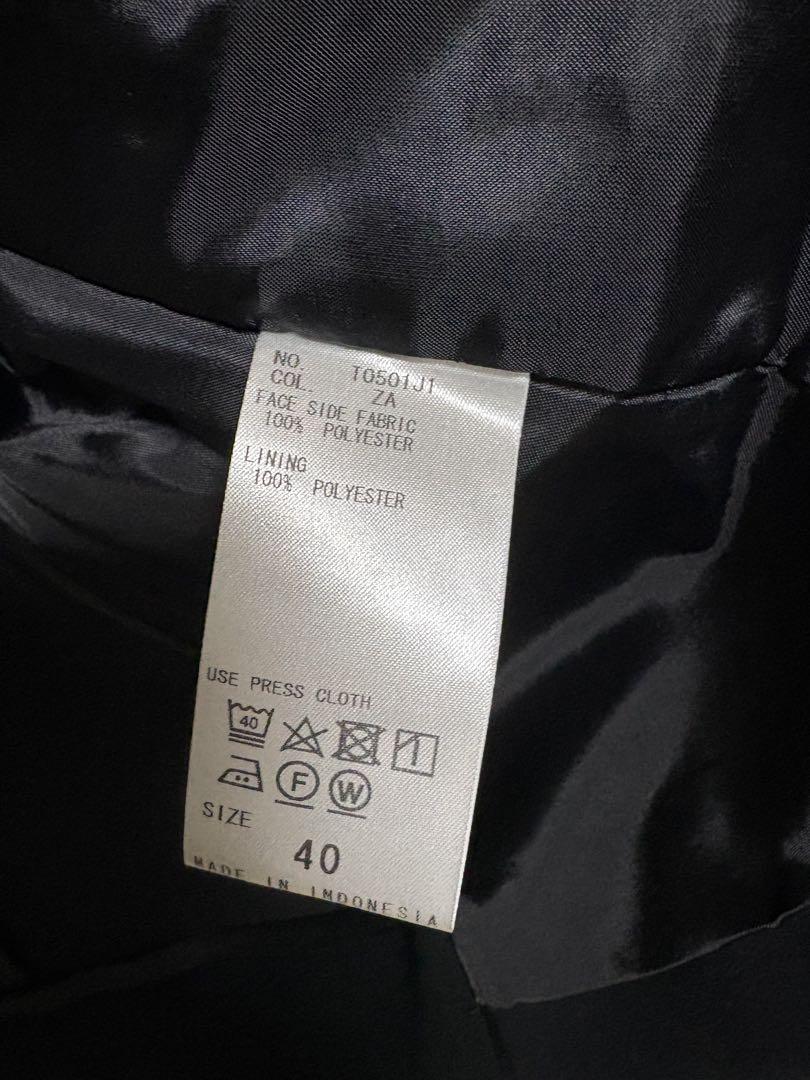 NO. T0501J1
COL. ZA
FACE SIDE FABRIC
100% POLYESTER
LINING
100% POLYESTER
USE PRESS CLOTH
40
F W
SIZE
40
MADE IN INDONESIA